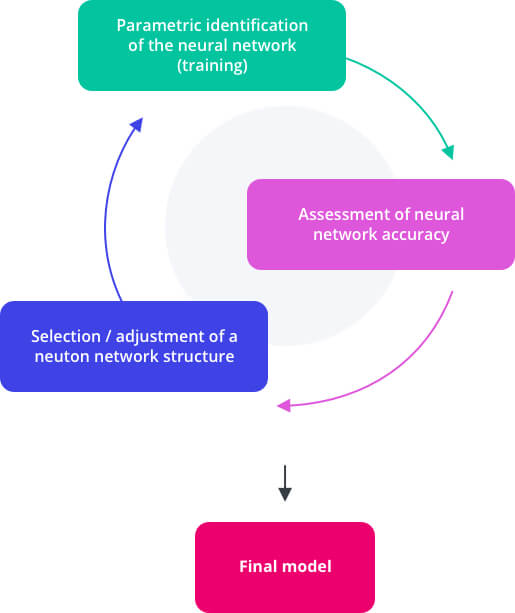 Parametric identification
of the neural network
(training)
Assessment of neural
network accuracy
Selection / adjustment of a
neuton network structure
Final model